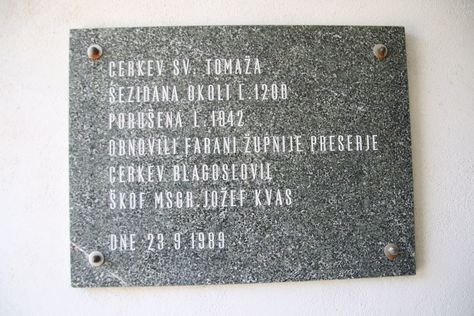 CERKEV SV. TOMAŽA
SEZIDANA OKOLI L.1200
PORUŠENA L.1942
OBNOVILI FARANI ŽUPNIJE PRESERJE
CERKEV BLAGOSLOVIL
ŠKOF MSGR. JOŽEF KVAS
DNE 23.9.1989